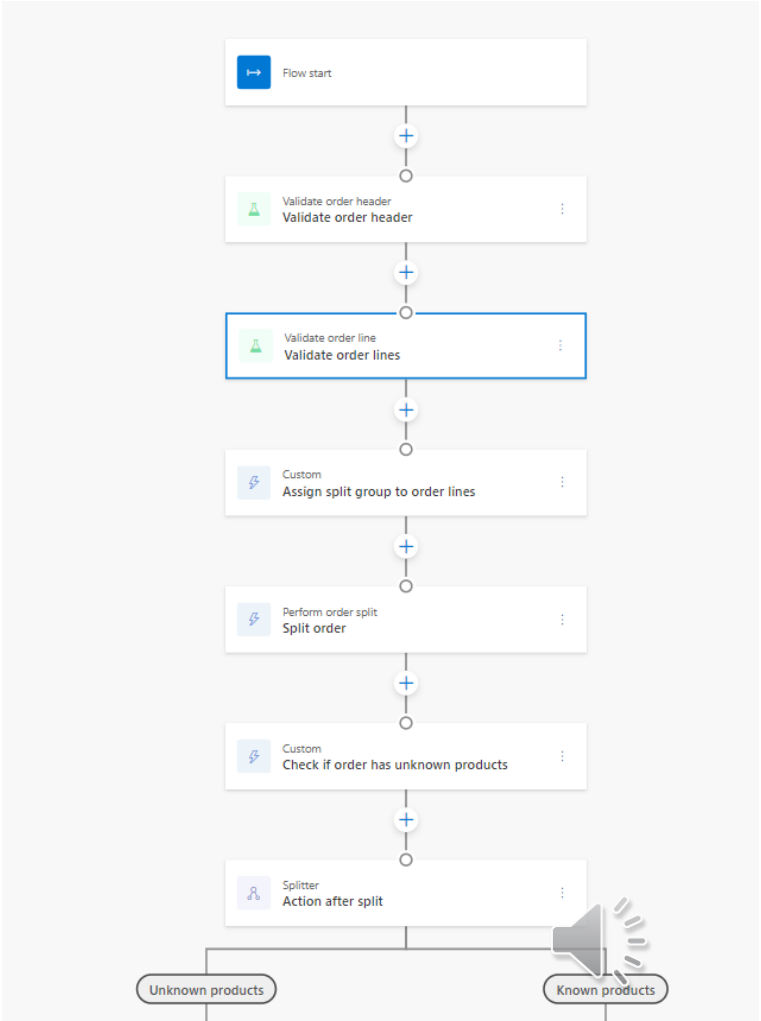 Flow start
Validate order header
Validate order header
Validate order line
Validate order lines
Custom
Assign split group to order lines
Perform order split
Split order
Custom
Check if order has unknown products
Splitter
Action after split
Unknown products
Known products